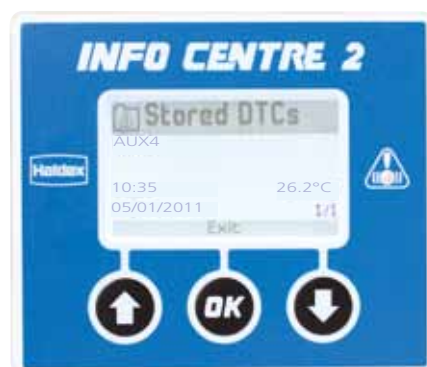 INFO CENTRE 2
Stored DTCs
AUX4
Haldex
10:35 26.2°C
05/01/2011 1/1
Exit
OK